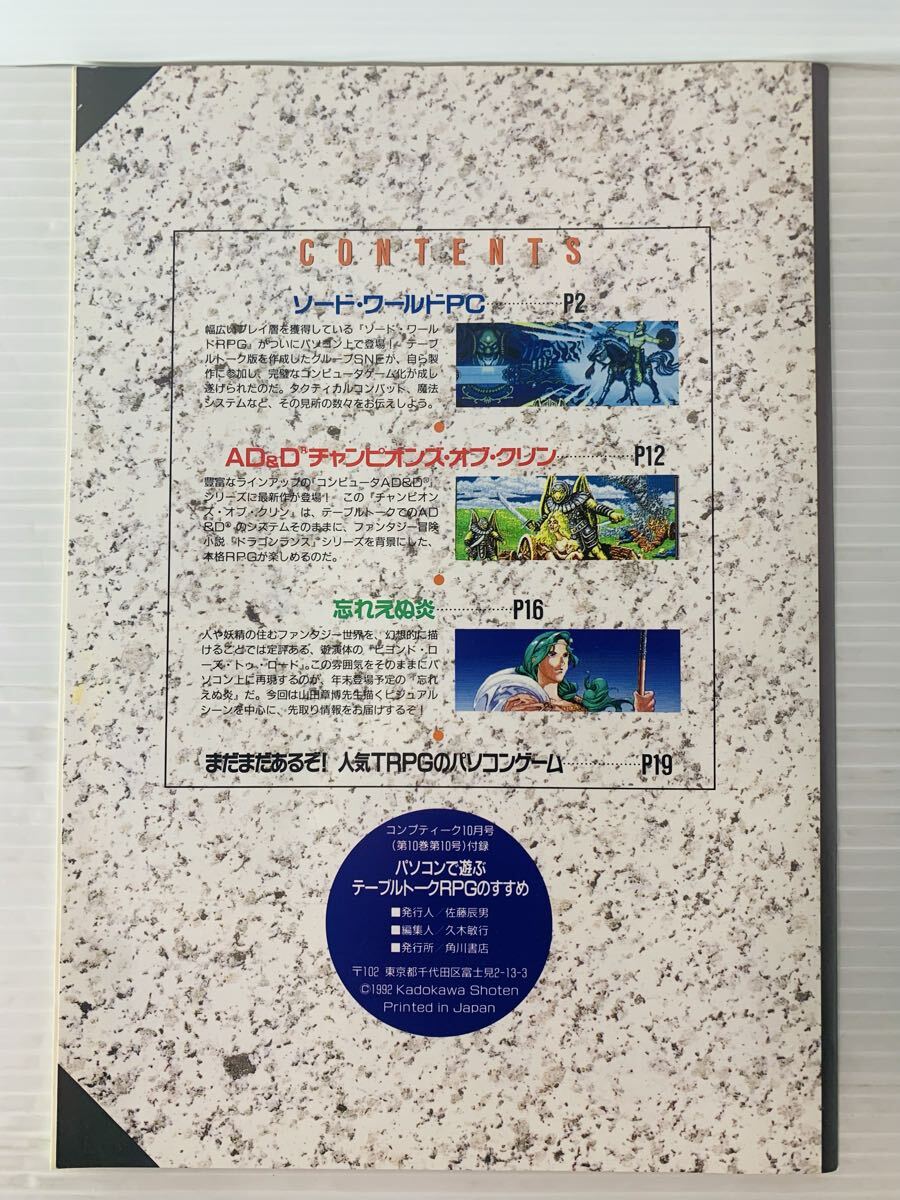 CONTENTS
ソード・ワールドPC…………P2
幅広いプレイ層を獲得している『ソード・ワール
ドRPG』がついにパソコン上で登場！ テーブ
ルトーク版を作成したグループSNEが、自ら製
作に参加し、完璧なコンピュータゲーム化が成し
遂げられたのだ。タクティカルコンバット、魔法
システムなど、その見所の数々をお伝えしよう。
AD&D®チャンピオンズ・オブ・クリン…………P12
豊富なラインアップの『コンピュータAD&D®』
シリーズに最新作が登場！ この『チャンピオン
ズ・オブ・クリン』は、テーブルトークでのAD
&D®のシステムそのままに、ファンタジー冒険
小説『ドラゴンランス』シリーズを背景にした、
本格RPGが楽しめるのだ。
忘れえぬ炎…………P16
人や妖精の住むファンタジー世界を、幻想的に描
けることでは定評ある、遊演体の『ビヨンド・ロ
ーズ・トゥ・ロード』。この雰囲気をそのままにパ
ソコン上に再現するのが、年末登場予定の『忘れ
えぬ炎』だ。今回は山田章博先生描くビジュアル
シーンを中心に、先取り情報をお届けするぞ！
まだまだあるぞ！ 人気TRPGのパソコンゲーム…………P19
コンプティーク10月号
（第10巻第10号）付録
パソコンで遊ぶ
テーブルトークRPGのすすめ
■発行人／佐藤辰男
■編集人／久木敏行
■発行所／角川書店
〒102 東京都千代田区富士見2-13-3
©1992 Kadokawa Shoten
Printed in Japan